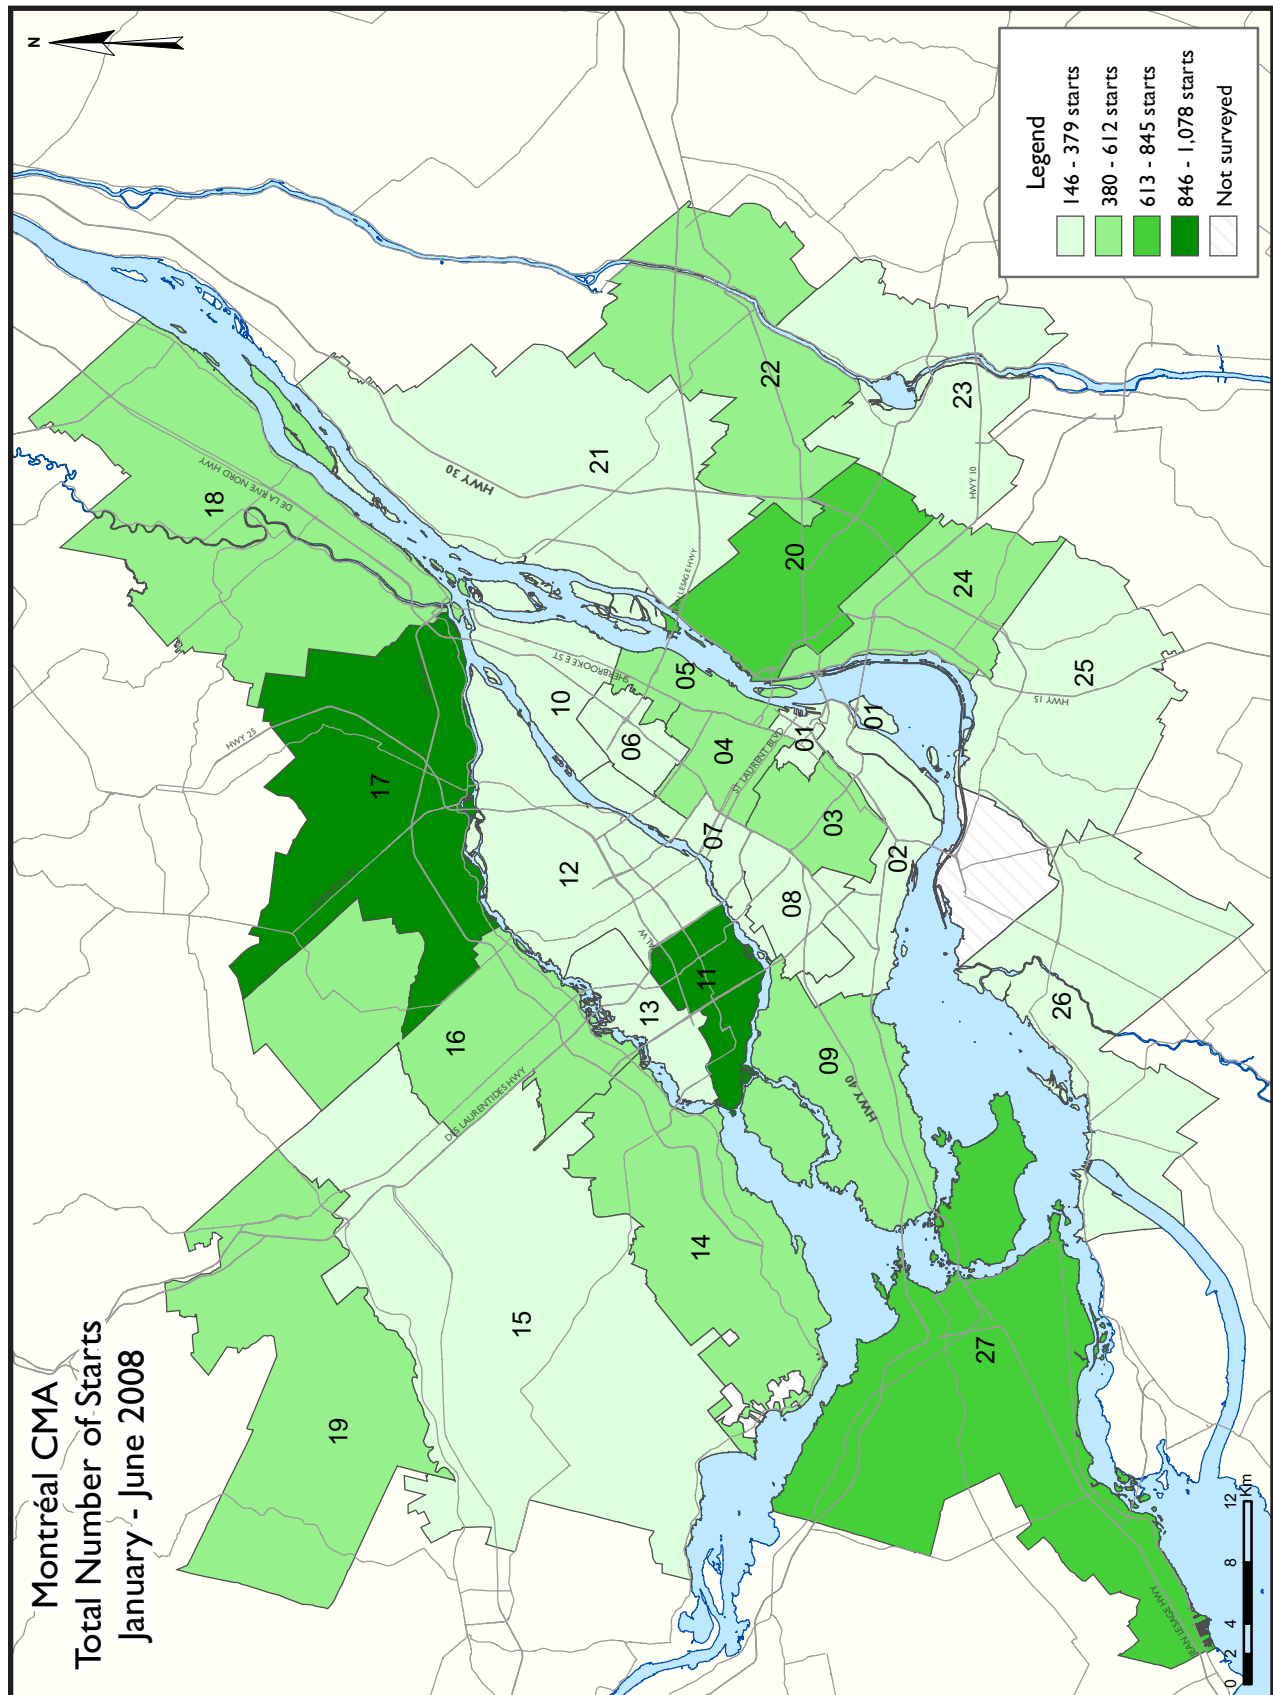 Montréal CMA
Total Number of Starts
January - June 2008
N
Legend
146 - 379 starts
380 - 612 starts
613 - 845 starts
846 - 1,078 starts
Not surveyed
18
DE LA RIVE NORD HWY
17
HWY 25
19
16
DES LAURENTIDES HWY
15
14
13
12
11
AL W
10
SHERBROOKE E ST
06
05
04
ST LAURENT BLVD
07
08
03
01
01
02
09
HWY 40
21
HWY 30
LESAGE HWY
22
20
23
HWY 10
24
25
HWY 15
26
27
JEAN LESAGE HWY
0 2 4 8 12
Km